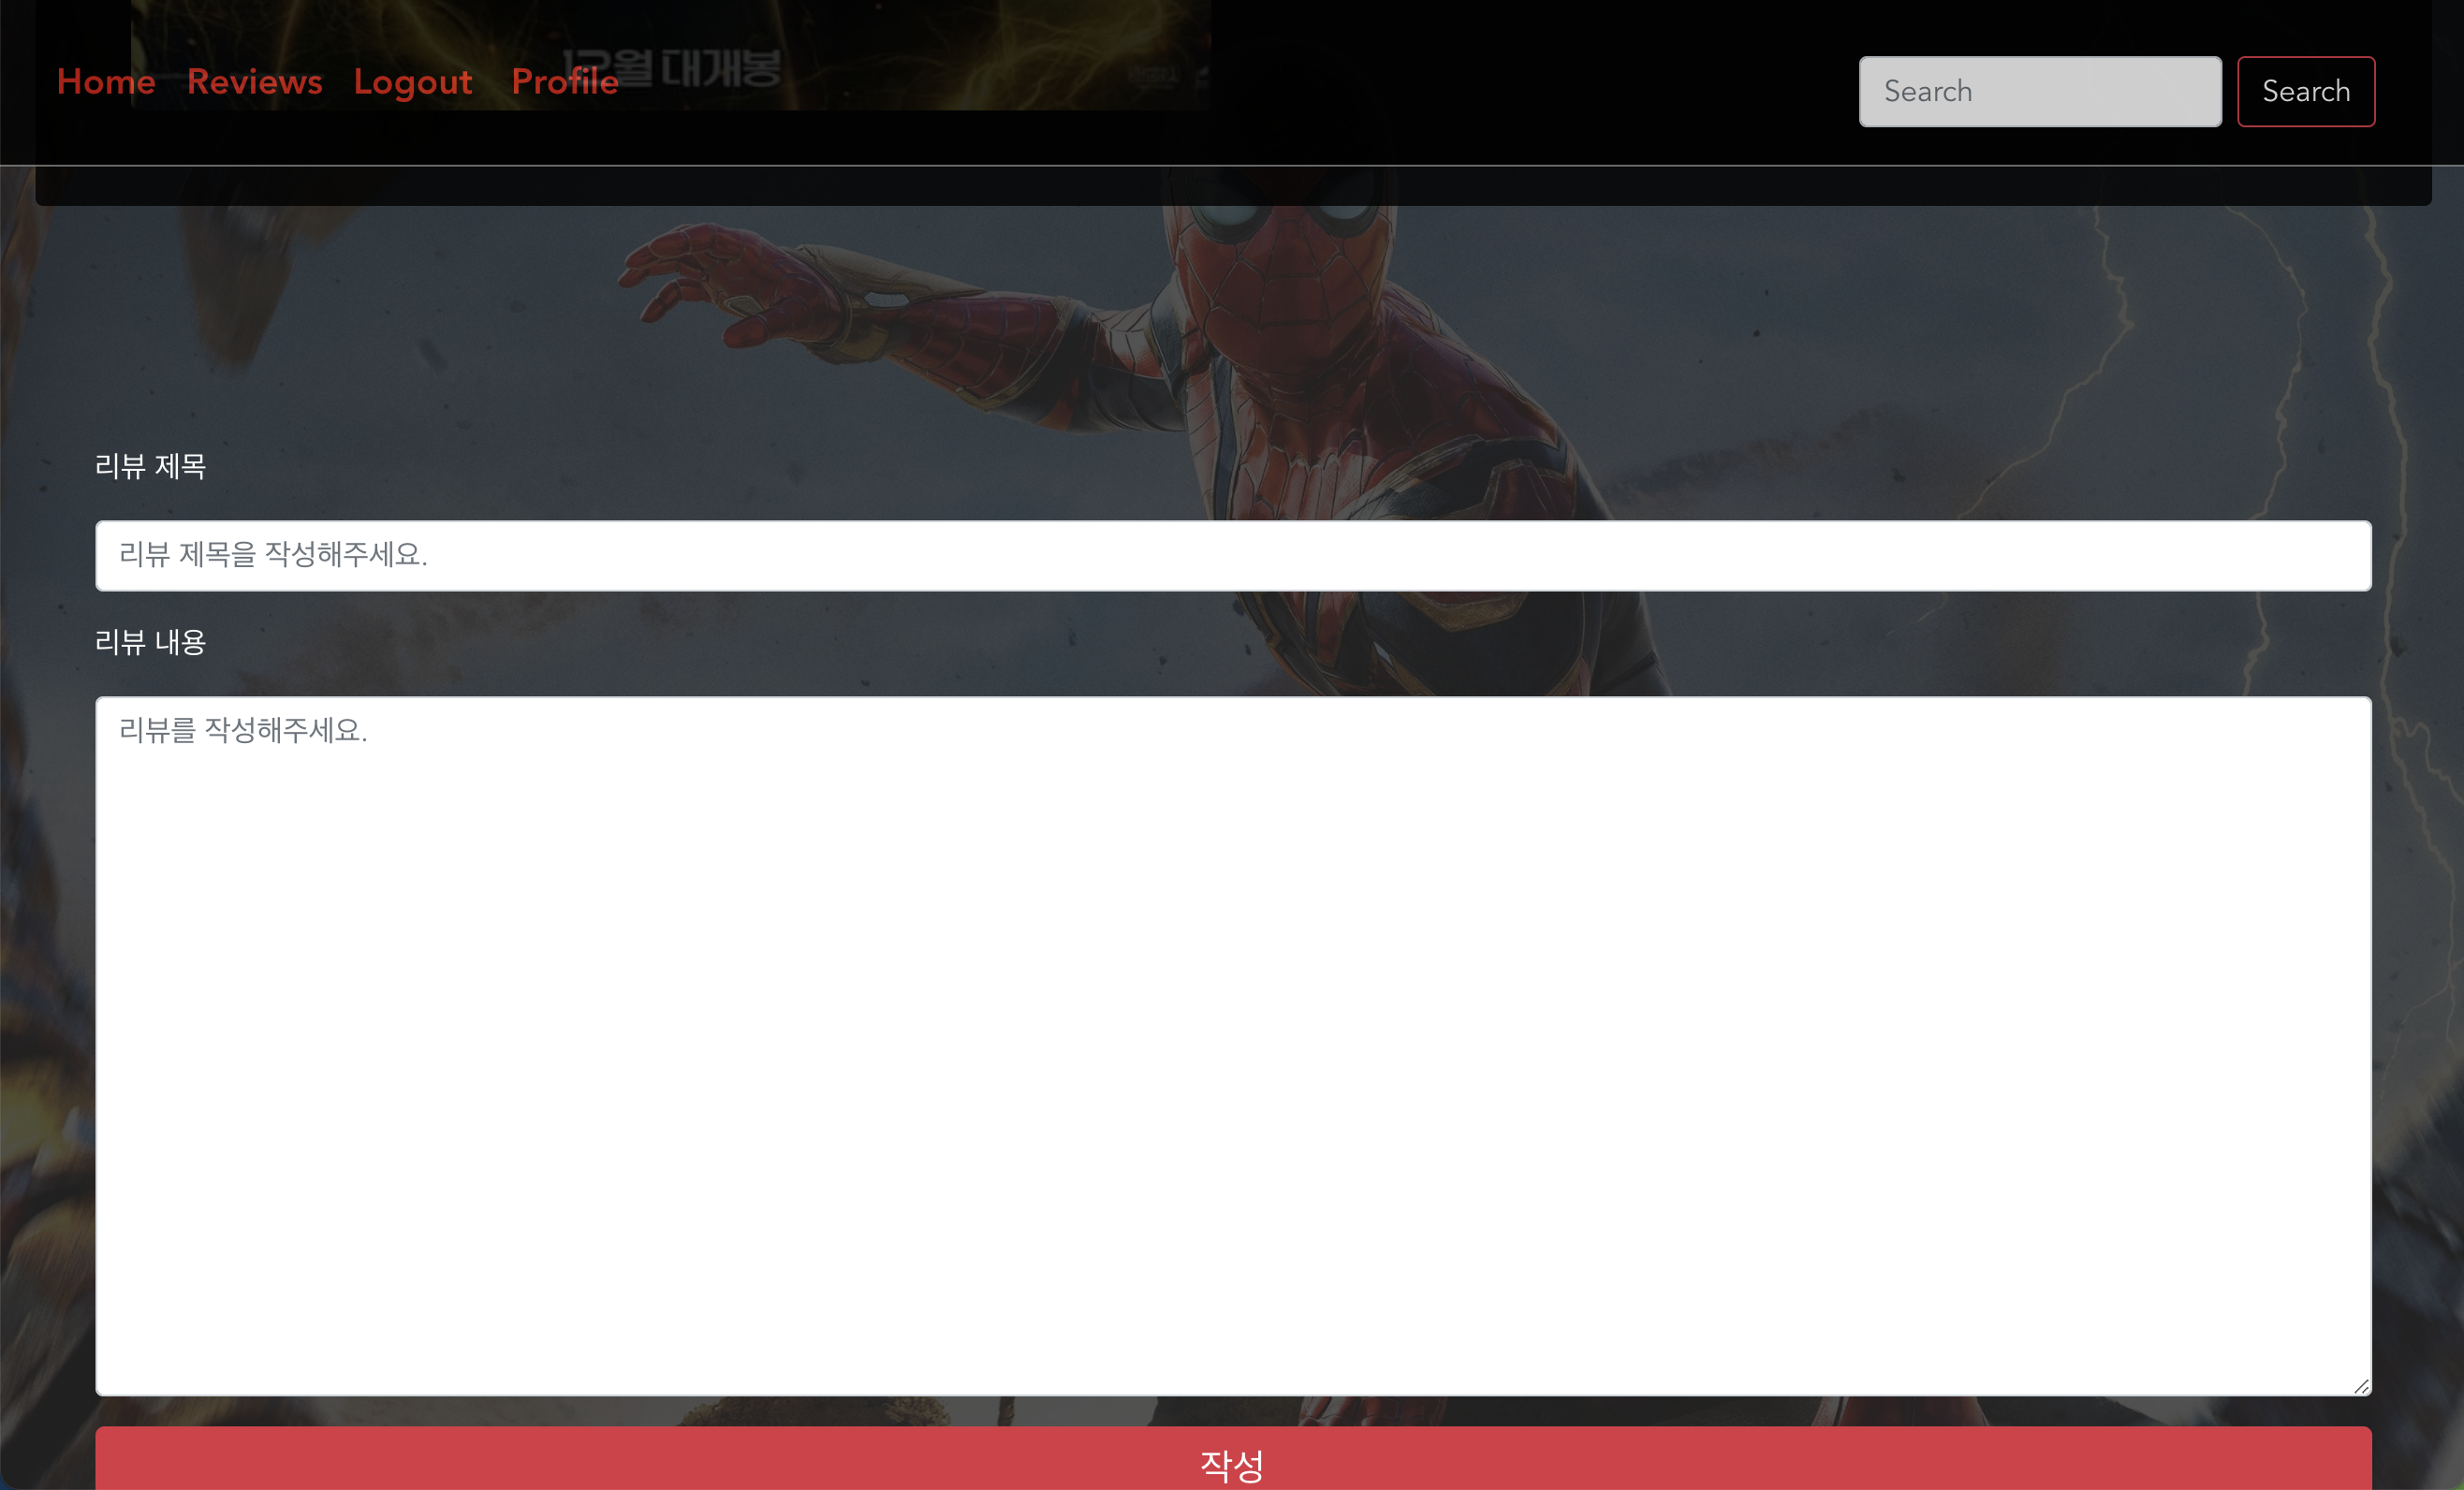 12월 대개봉
Home Reviews Logout Profile
Search Search
리뷰 제목
리뷰 제목을 작성해주세요.
리뷰 내용
리뷰를 작성해주세요.
작성